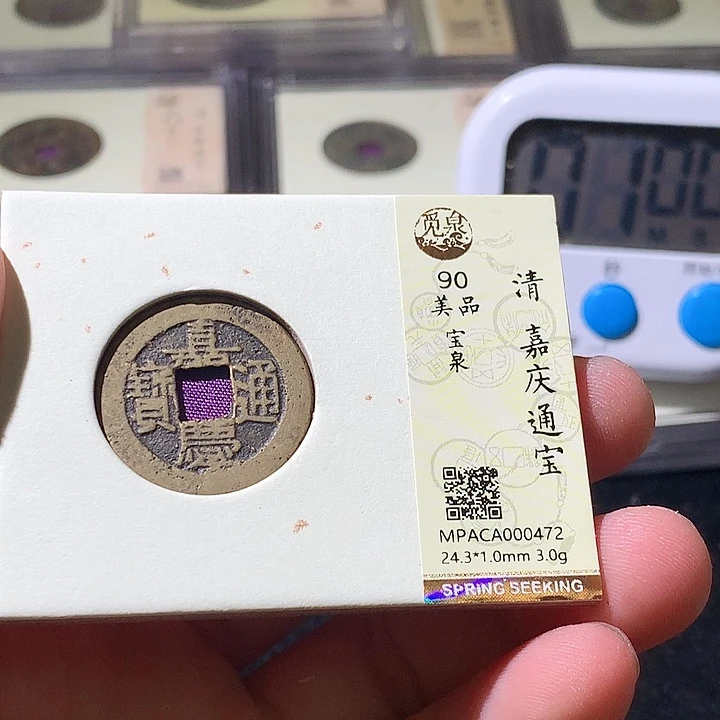 嘉慶通寶
觅泉
90
美品
宝泉
清 嘉庆通宝
MPACA000472
24.3*1.0mm 3.0g
SPRING SEEKING